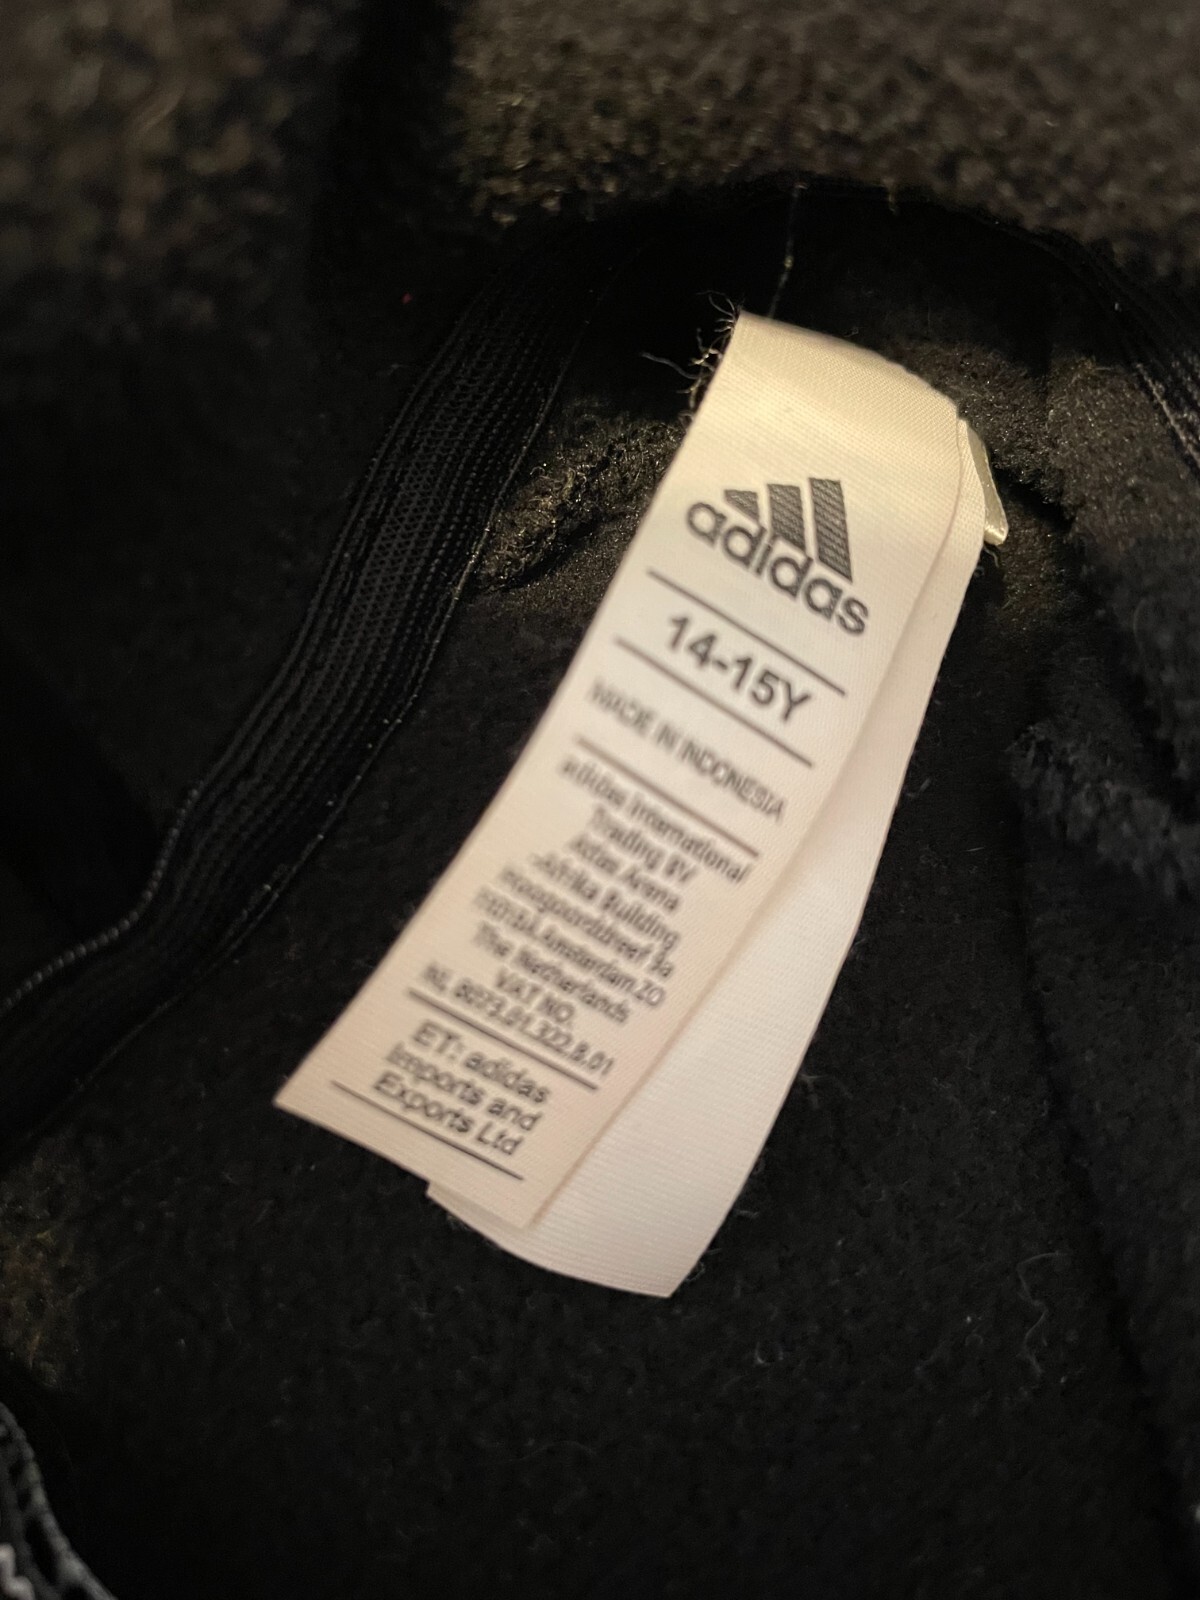 adidas
14-15Y
MADE IN INDONESIA
adidas International
Trading BV
Atlas Arena
-Afrika Building
Hoogoorddreef 9a
Amsterdam ZO
The Netherlands
VAT NO.
NL 8073.01.322.B.01
ET: adidas
Imports and
Exports Ltd